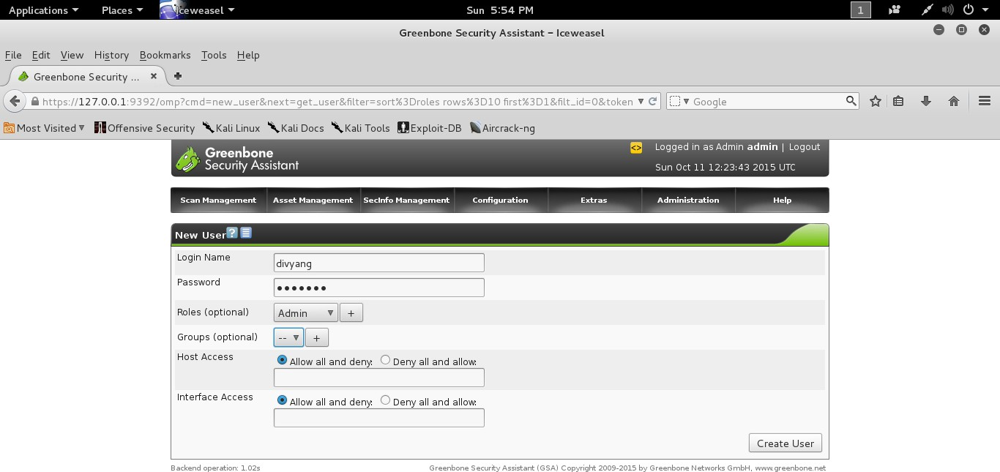 Applications Places Iceweasel Sun 5:54 PM 1
Greenbone Security Assistant - Iceweasel
File Edit View History Bookmarks Tools Help
Greenbone Security ...
https://127.0.0.1:9392/omp?cmd=new_user&next=get_user&filter=sort%3Droles rows%3D10 first%3D1&filt_id=0&token Google
Most Visited Offensive Security Kali Linux Kali Docs Kali Tools Exploit-DB Aircrack-ng
Greenbone
Security Assistant
<> Logged in as Admin admin | Logout
Sun Oct 11 12:23:43 2015 UTC
Scan Management Asset Management SecInfo Management Configuration Extras Administration Help
New User ?
Login Name divyang
Password •••••••
Roles (optional) Admin +
Groups (optional) -- +
Host Access Allow all and deny: Deny all and allow:
Interface Access Allow all and deny: Deny all and allow:
Create User
Backend operation: 1.02s Greenbone Security Assistant (GSA) Copyright 2009-2015 by Greenbone Networks GmbH, www.greenbone.net